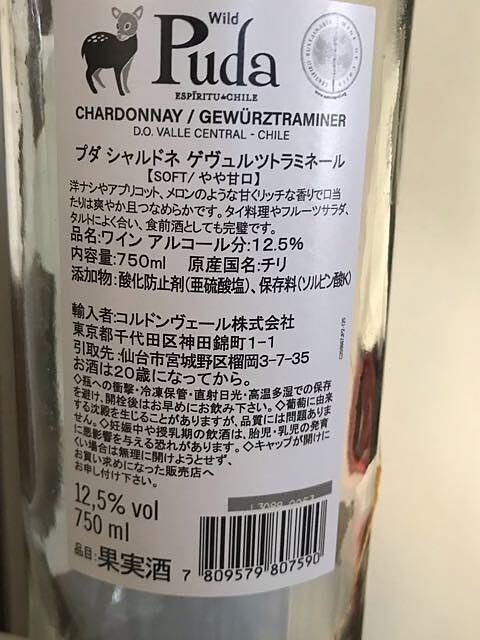 Wild
Puda
ESPÍRITU DE CHILE
CHARDONNAY / GEWÜRZTRAMINER
D.O. VALLE CENTRAL - CHILE
プダ シャルドネ ゲヴュルツトラミネール
【SOFT/ やや甘口】
洋ナシやアプリコット、メロンのような甘くリッチな香りで口当
たりは爽やか且つなめらかです。タイ料理やフルーツサラダ、
タルトによく合い、食前酒としても完璧です。
品名:ワイン アルコール分:12.5%
内容量:750ml 原産国名:チリ
添加物:酸化防止剤(亜硫酸塩)、保存料(ソルビン酸K)
輸入者:コルドンヴェール株式会社
東京都千代田区神田錦町1-1
引取先:仙台市宮城野区榴岡3-7-35
お酒は20歳になってから。
◇瓶への衝撃・冷凍保管・直射日光・高温多湿での保存
を避け、開栓後はお早めにお飲み下さい。◇葡萄に由来
する沈殿を生じることがありますが、品質には問題ありま
せん。◇妊娠中や授乳期の飲酒は、胎児・乳児の発育
に悪影響を与える恐れがあります。◇キャップが開けに
くい場合は無理に開けようとせず、
お買い求めになった販売店へ
お申し付け下さい。
12,5% vol
750 ml
品目:果実酒
7 809579 807590